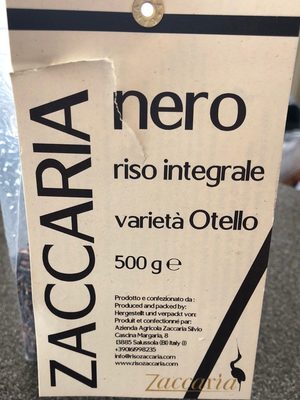 ZACCARIA
nero
riso integrale
varietà Otello
500 g ℮
Prodotto e confezionato da :
Produced and packed by:
Hergestellt und verpackt von:
Produit et confectionné par:
Azienda Agricola Zaccaria Silvio
Cascina Margaria, 8
13885 Salussola (BI) Italy (I)
+390161998235
info@risozaccaria.com
www.risozaccaria.com
Zaccaria